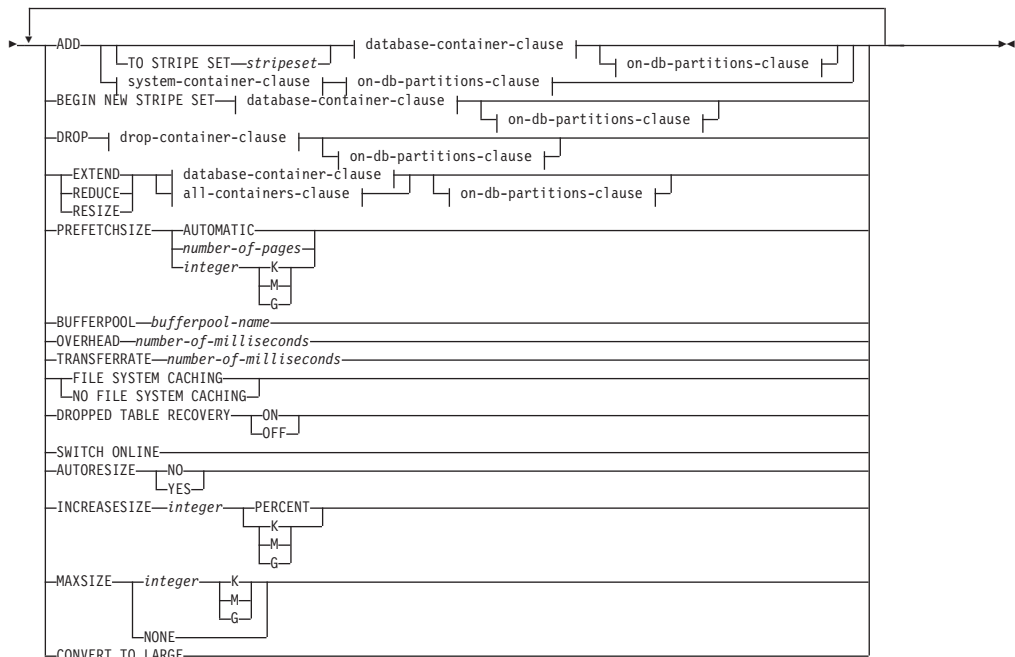 ADD database-container-clause
TO STRIPE SET stripeset on-db-partitions-clause
system-container-clause on-db-partitions-clause
BEGIN NEW STRIPE SET database-container-clause
on-db-partitions-clause
DROP drop-container-clause
on-db-partitions-clause
EXTEND database-container-clause
REDUCE all-containers-clause on-db-partitions-clause
RESIZE
PREFETCHSIZE AUTOMATIC
number-of-pages
integer K
M
G
BUFFERPOOL bufferpool-name
OVERHEAD number-of-milliseconds
TRANSFERRATE number-of-milliseconds
FILE SYSTEM CACHING
NO FILE SYSTEM CACHING
DROPPED TABLE RECOVERY ON
OFF
SWITCH ONLINE
AUTORESIZE NO
YES
INCREASESIZE integer PERCENT
K
M
G
MAXSIZE integer K
M
G
NONE
CONVERT TO LARGE